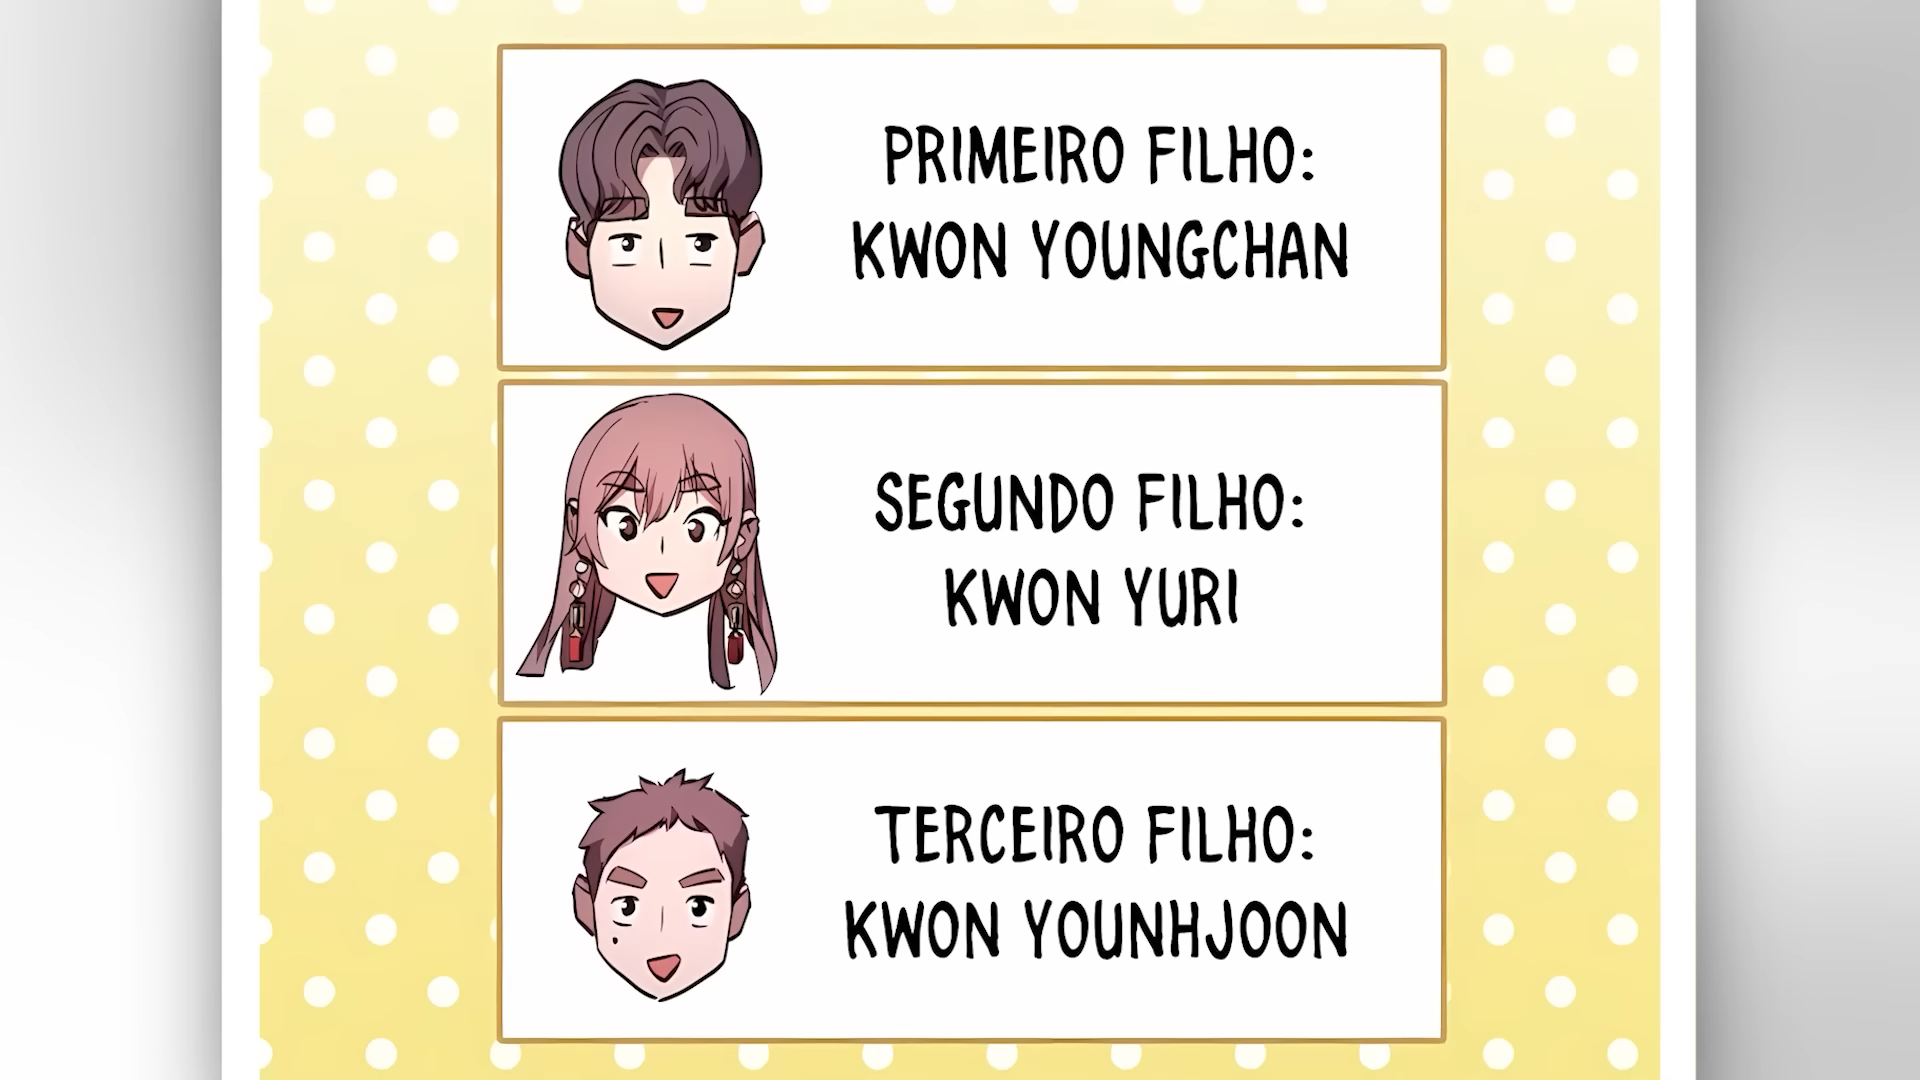 PRIMEIRO FILHO:
KWON YOUNGCHAN
SEGUNDO FILHO:
KWON YURI
TERCEIRO FILHO:
KWON YOUNHJOON